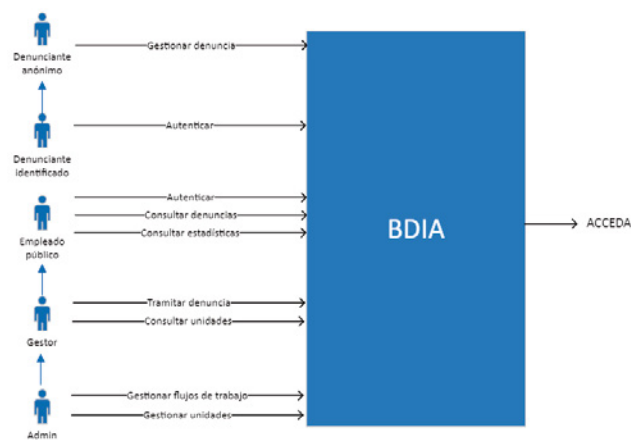 Denunciante
anónimo
Gestionar denuncia
Denunciante
identificado
Autenticar
Empleado
público
Autenticar
Consultar denuncias
Consultar estadísticas
BDIA
ACCEDA
Gestor
Tramitar denuncia
Consultar unidades
Admin
Gestionar flujos de trabajo
Gestionar unidades